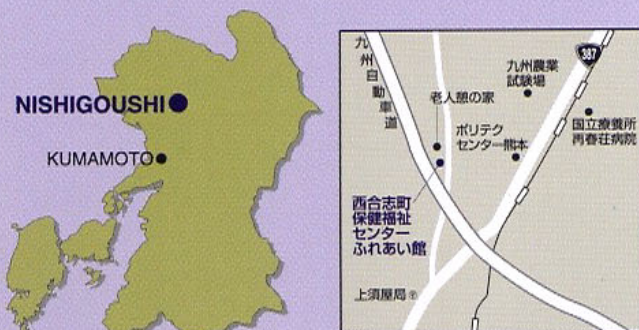 NISHIGOUSHI
KUMAMOTO
九州自動車道
387
九州農業
試験場
老人憩の家
国立療養所
再春荘病院
ポリテク
センター熊本
西合志町
保健福祉
センター
ふれあい館
上須屋局〒